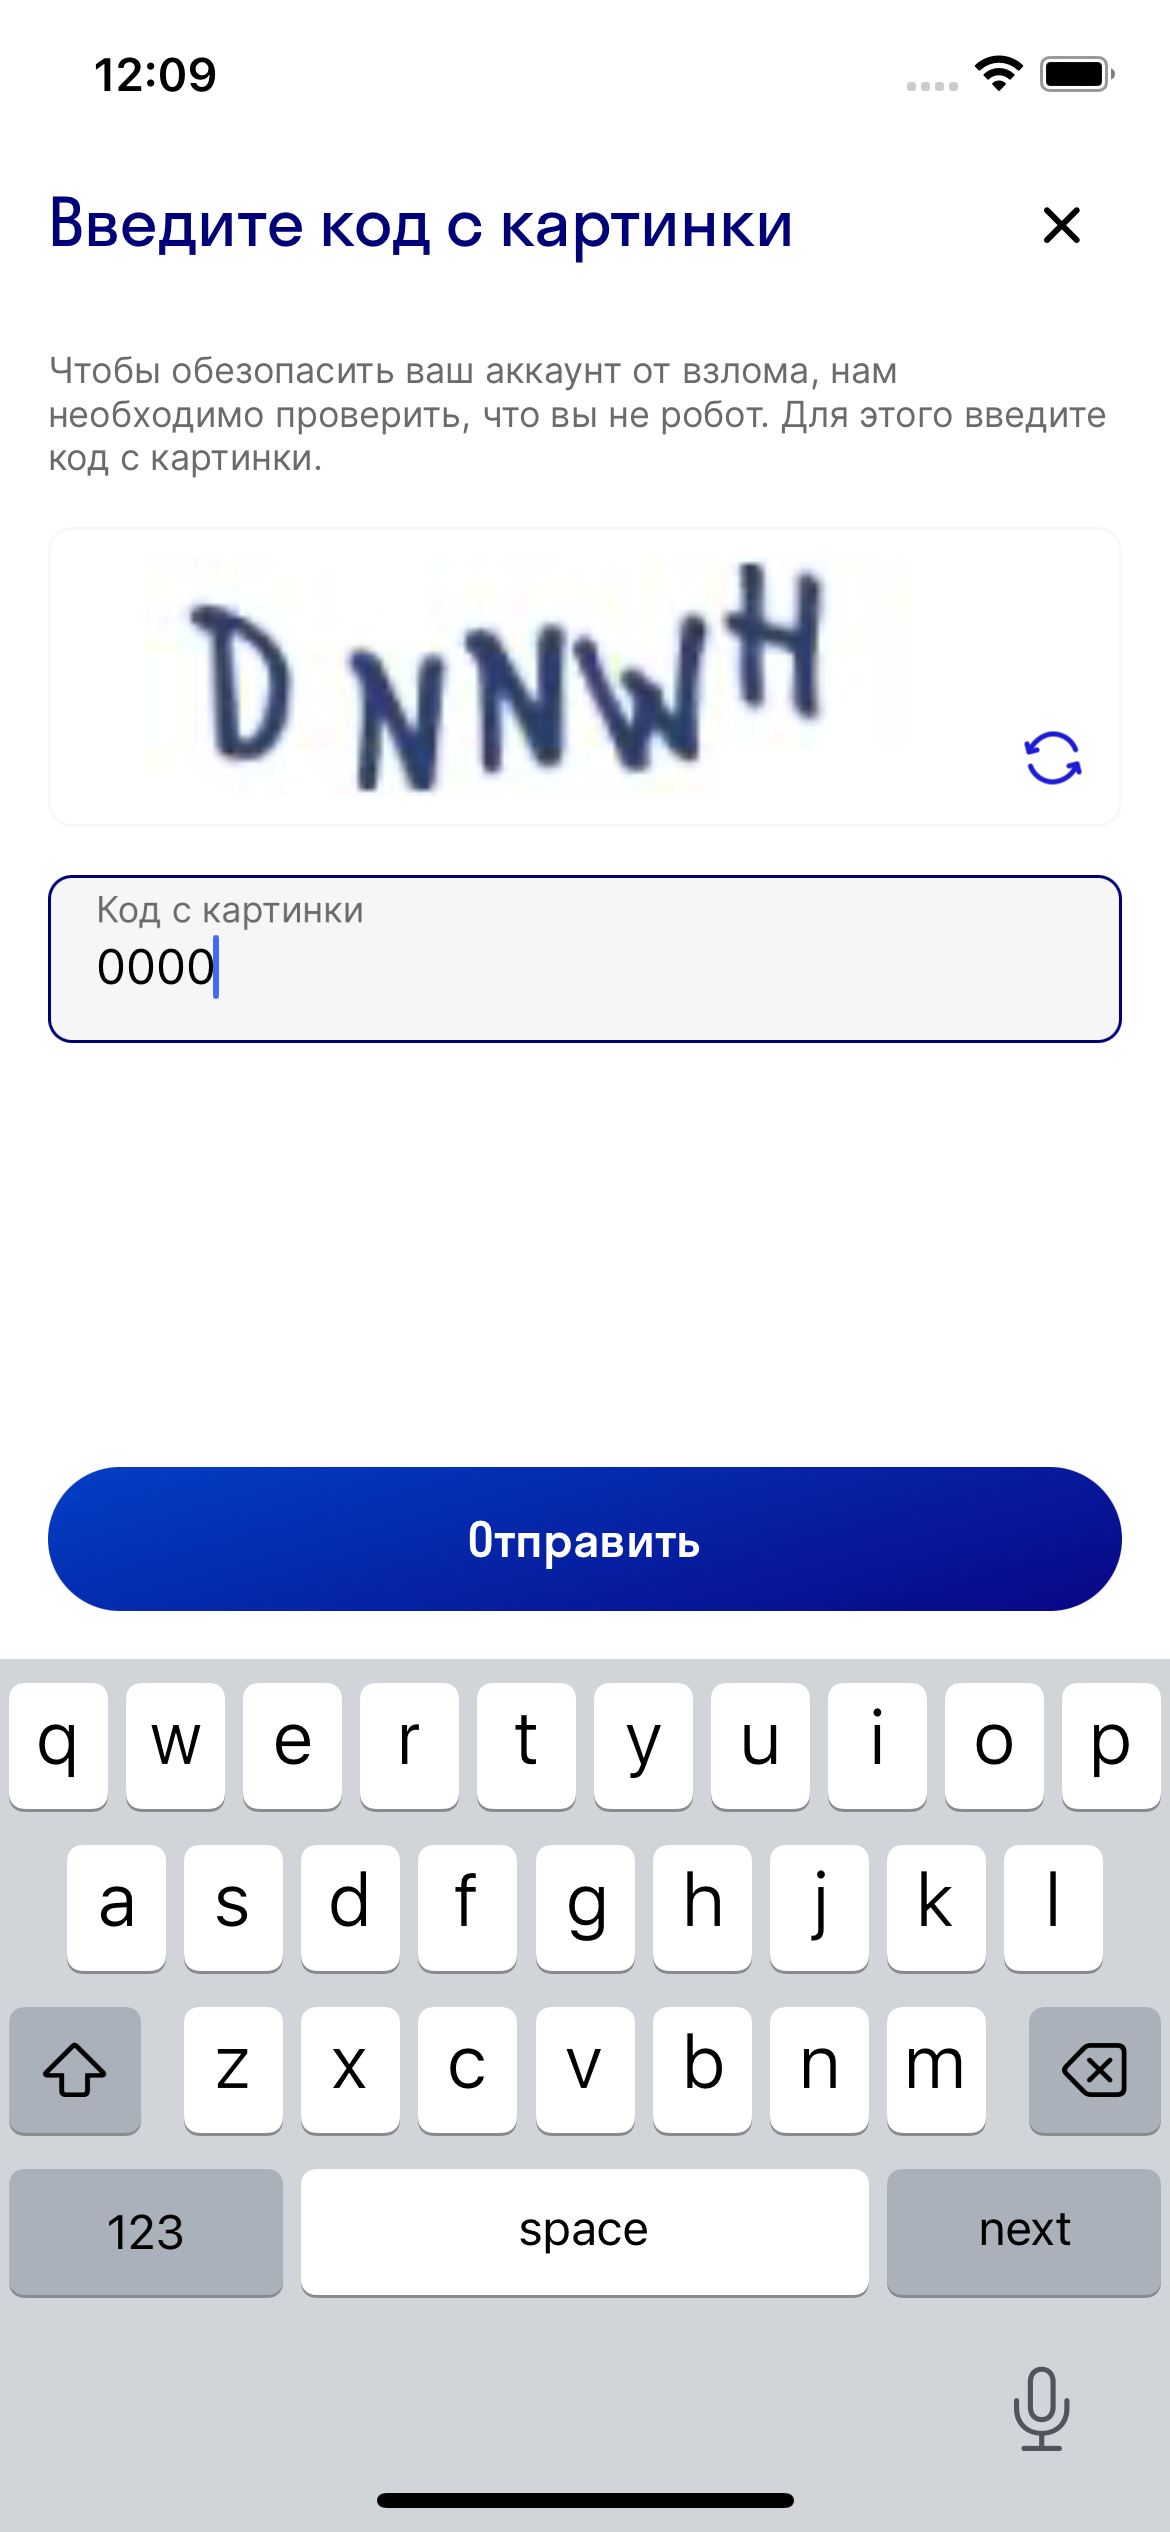 12:09
Введите код с картинки
Чтобы обезопасить ваш аккаунт от взлома, нам
необходимо проверить, что вы не робот. Для этого введите
код с картинки.
DNNWH
Код с картинки
0000
Отправить
q w e r t y u i o p
a s d f g h j k l
z x c v b n m
123 space next